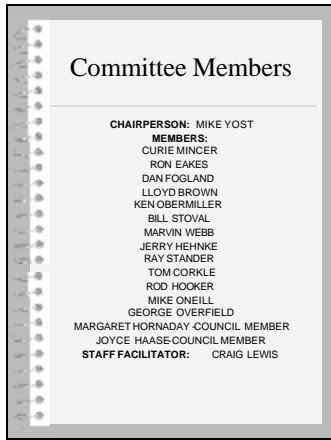 Committee Members
CHAIRPERSON: MIKE YOST
MEMBERS:
CURIE MINCER
RON EAKES
DAN FOGLAND
LLOYD BROWN
KEN OBERMILLER
BILL STOVAL
MARVIN WEBB
JERRY HEHNKE
RAY STANDER
TOM CORKLE
ROD HOOKER
MIKE ONEILL
GEORGE OVERFIELD
MARGARET HORNADAY -COUNCIL MEMBER
JOYCE HAASE-COUNCIL MEMBER
STAFF FACILITATOR: CRAIG LEWIS